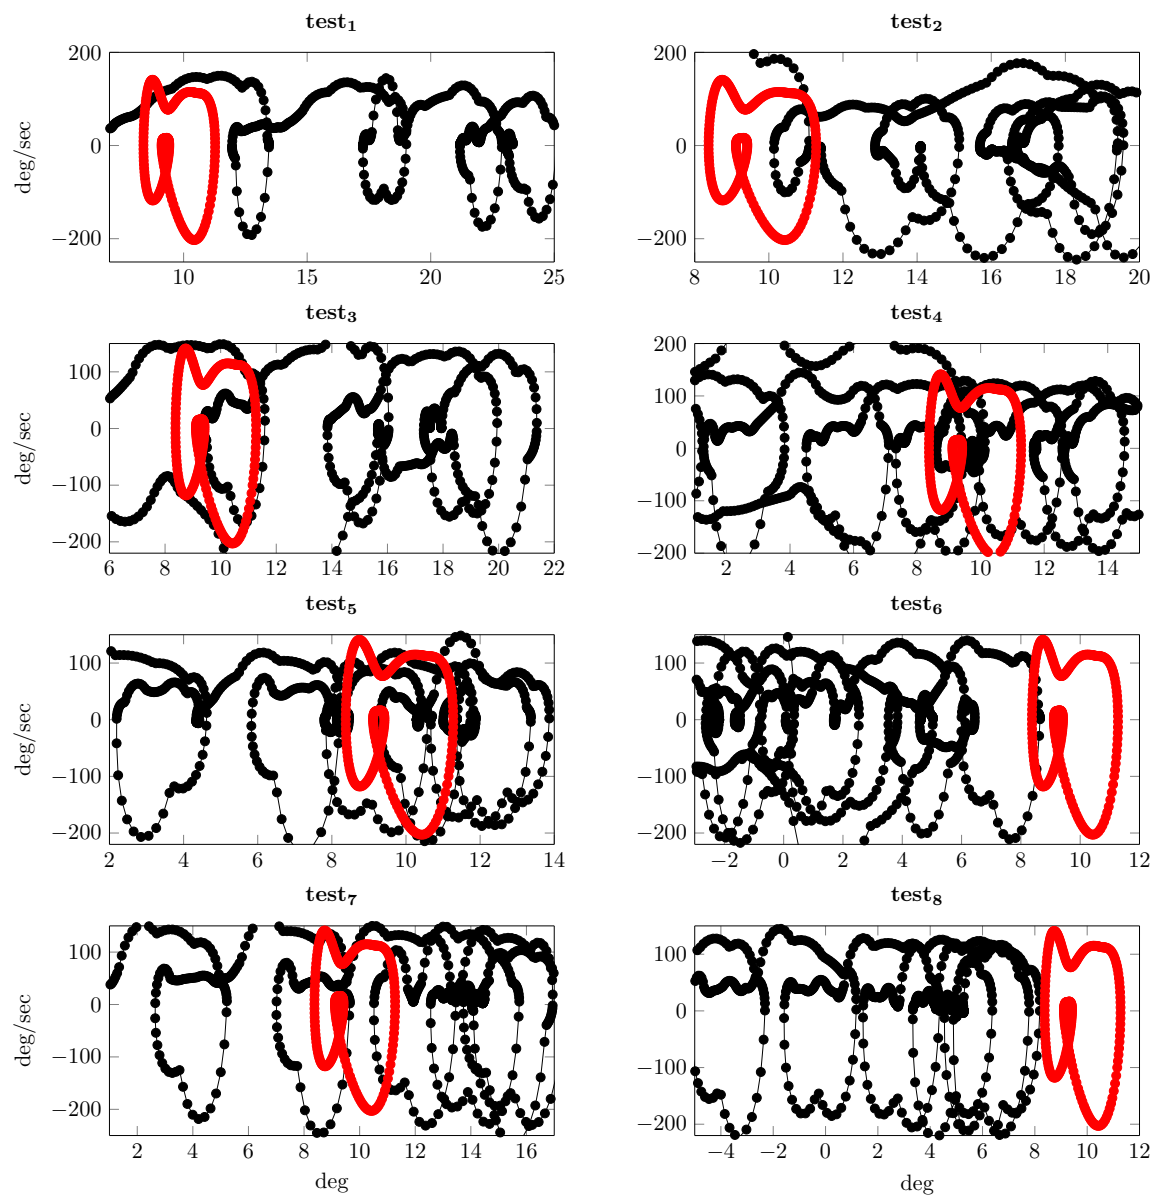 test1 test2
200 200
deg/sec
0 0
−200 −200
10 15 20 25 8 10 12 14 16 18 20
test3 test4
100 200
deg/sec
0 100
−100 0
−200 −100
−200
6 8 10 12 14 16 18 20 22 2 4 6 8 10 12 14
test5 test6
100 100
deg/sec
0 0
−100 −100
−200 −200
2 4 6 8 10 12 14 −2 0 2 4 6 8 10 12
test7 test8
100 100
deg/sec
0 0
−100 −100
−200 −200
2 4 6 8 10 12 14 16 −4 −2 0 2 4 6 8 10 12
deg deg